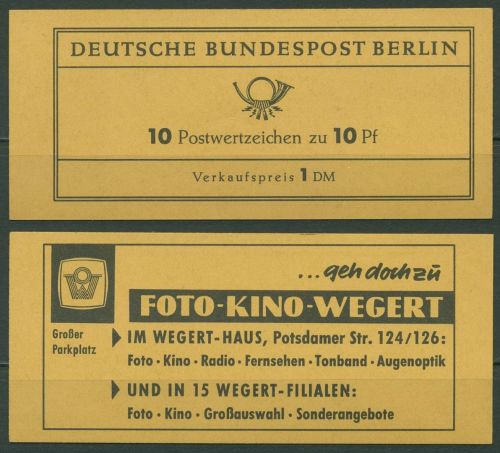 DEUTSCHE BUNDESPOST BERLIN
10 Postwertzeichen zu 10 Pf
Verkaufspreis 1 DM
...geh doch zu
FOTO-KINO-WEGERT
Großer
Parkplatz
IM WEGERT-HAUS, Potsdamer Str. 124/126:
Foto · Kino · Radio · Fernsehen · Tonband · Augenoptik
UND IN 15 WEGERT-FILIALEN:
Foto · Kino · Großauswahl · Sonderangebote